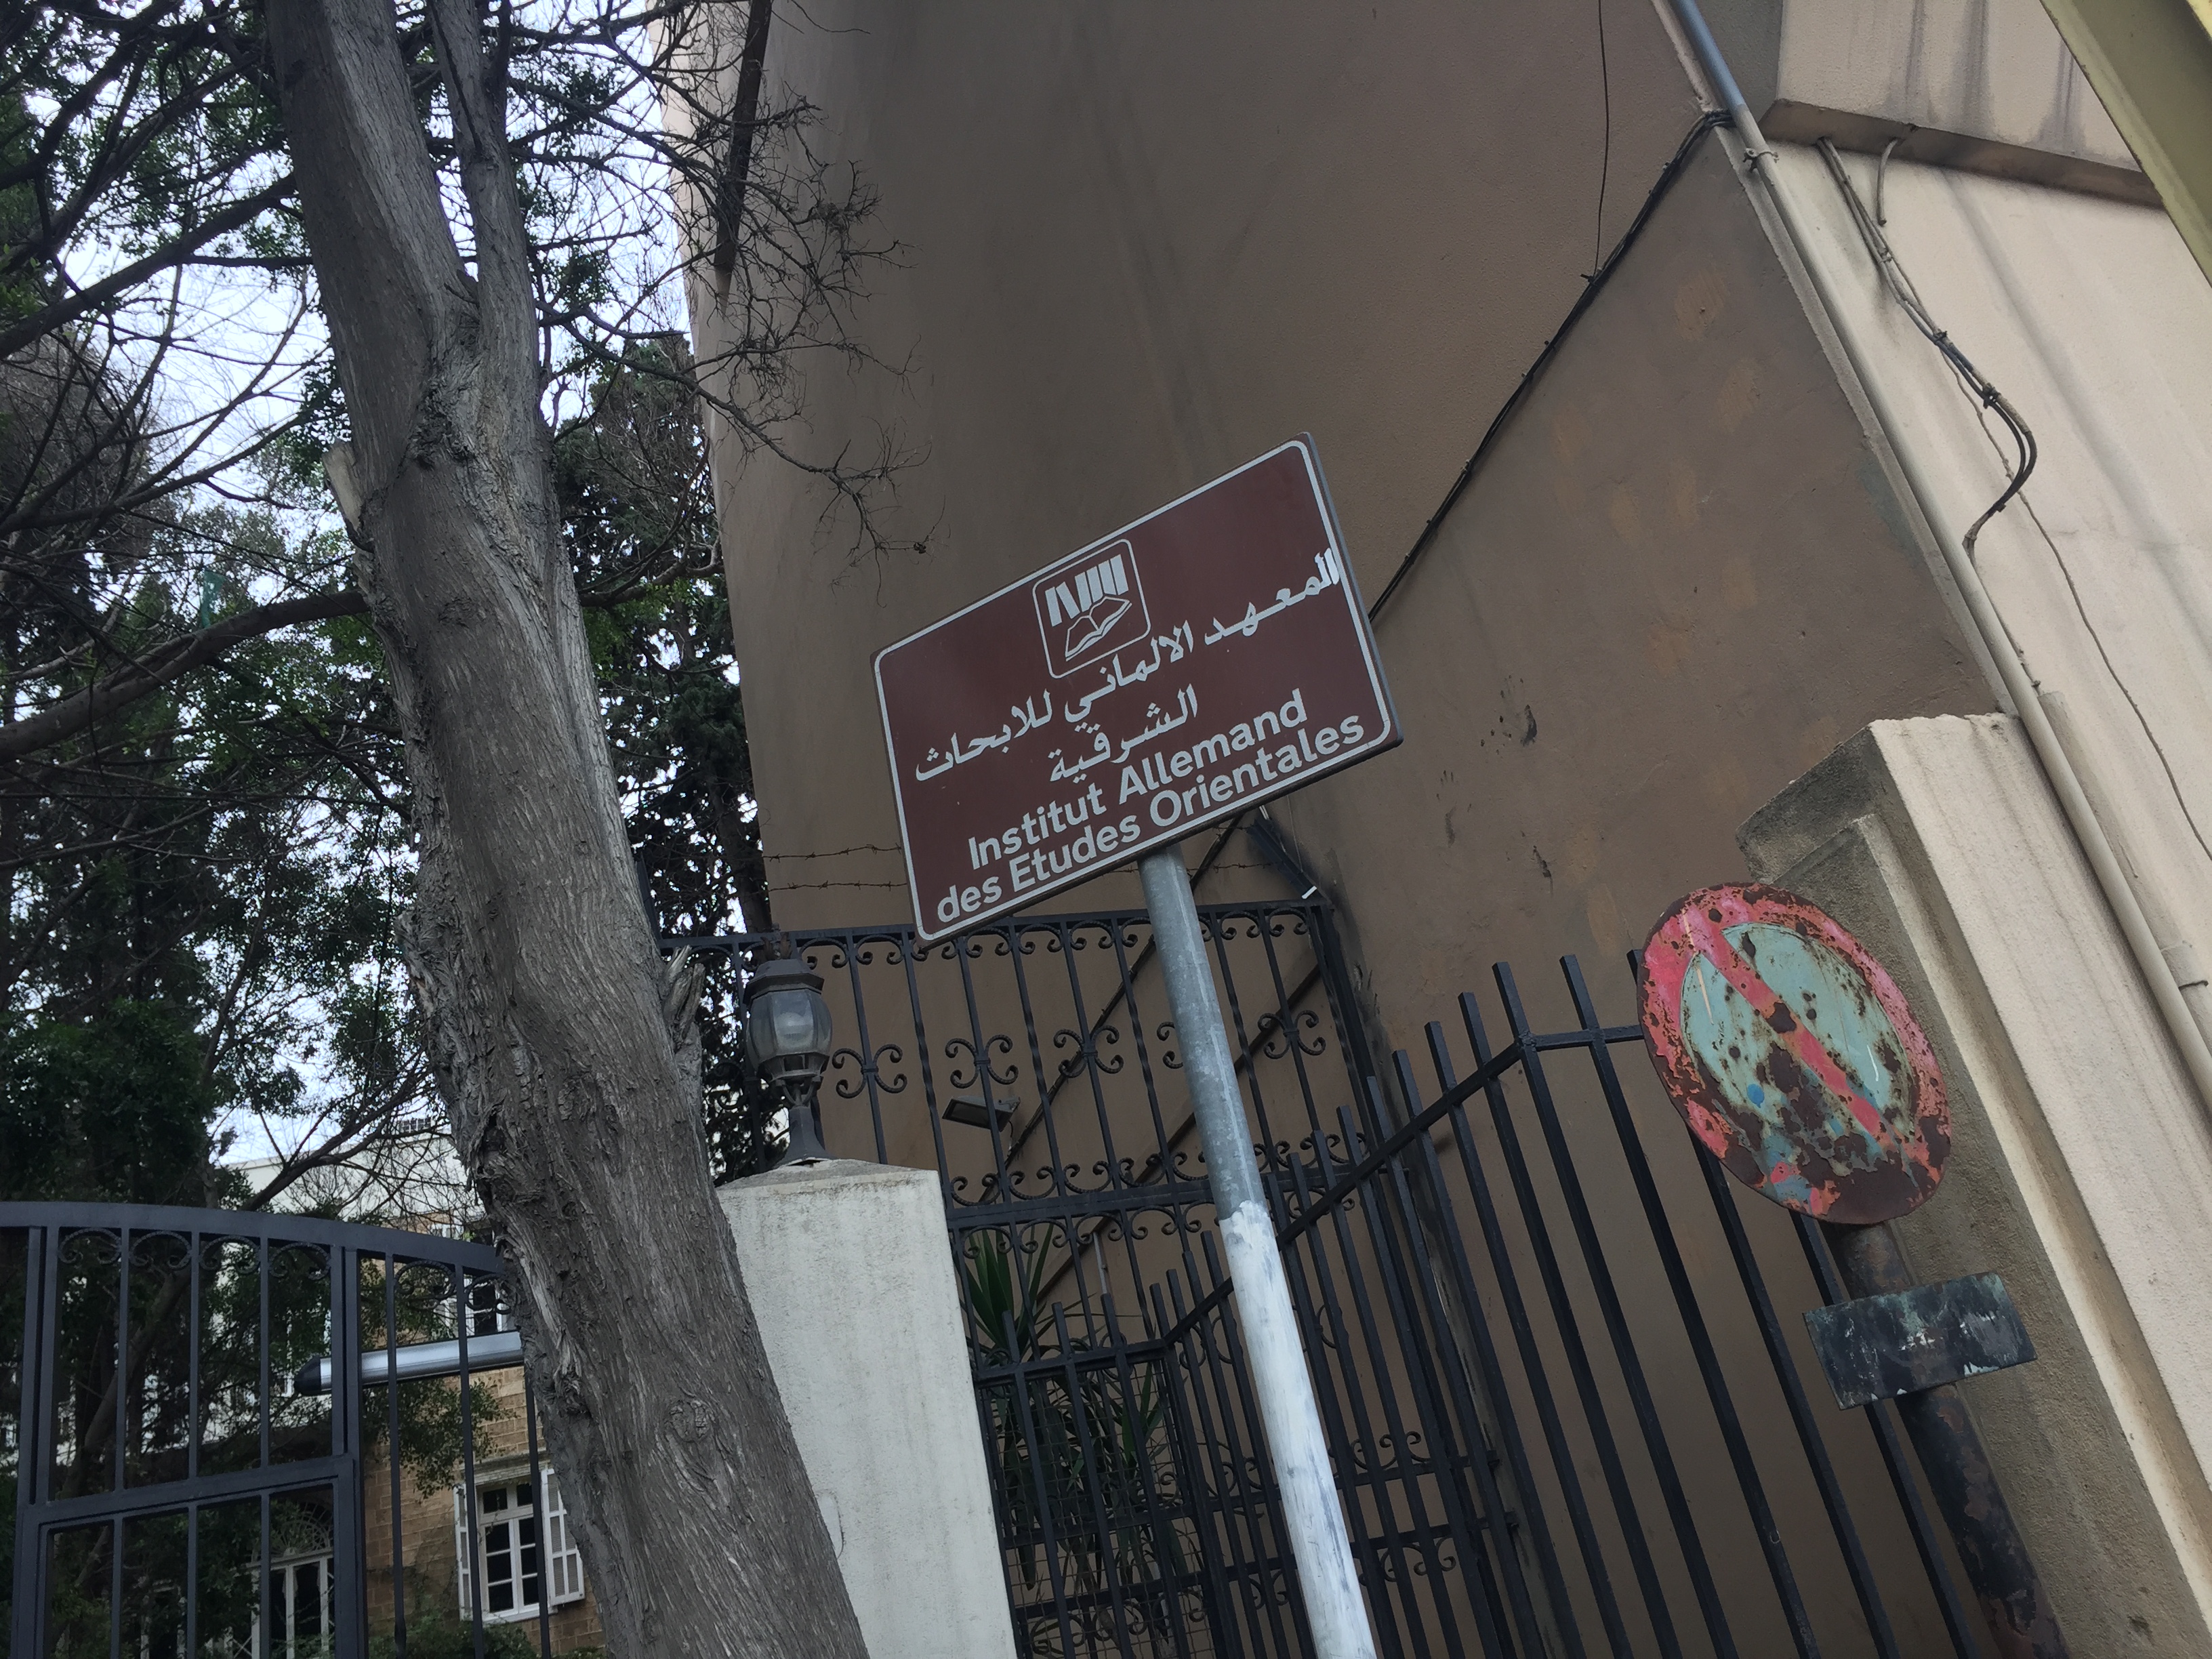 المعهد الالماني للابحاث
الشرقية
Institut Allemand
des Etudes Orientales